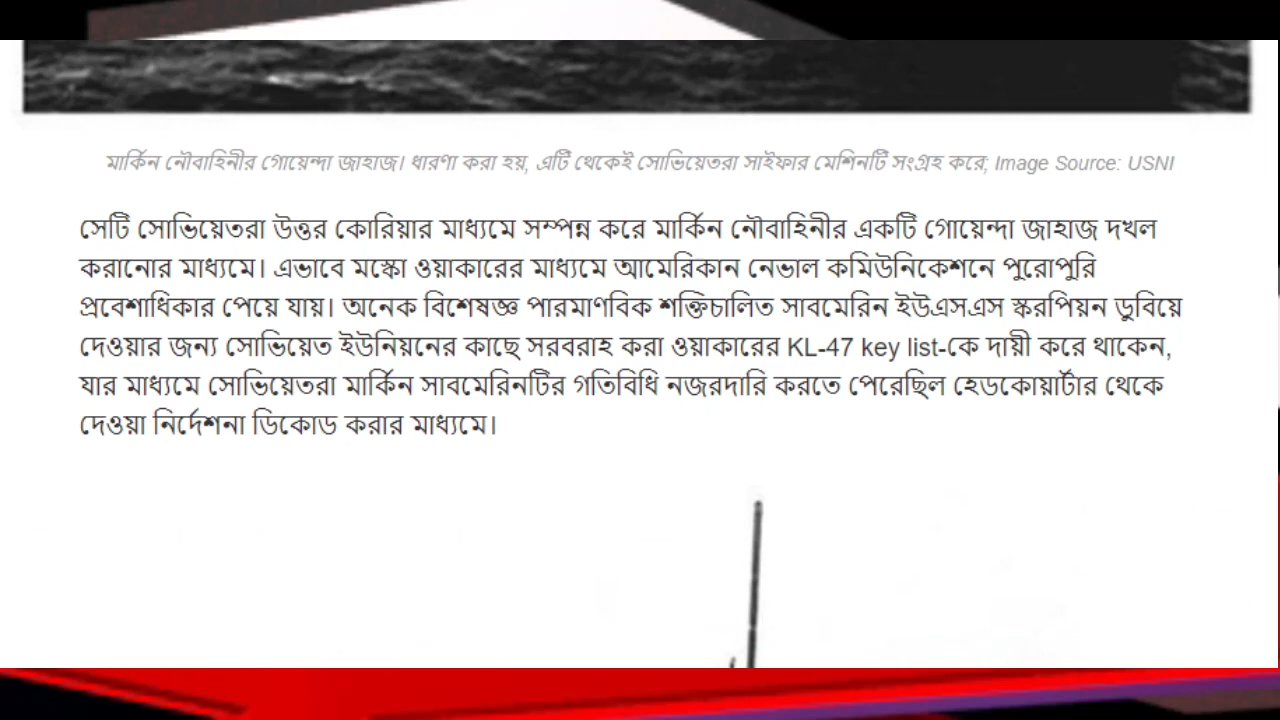 মার্কিন নৌবাহিনীর গোয়েন্দা জাহাজ। ধারণা করা হয়, এটি থেকেই সোভিয়েতরা সাইফার মেশিনটি সংগ্রহ করে; Image Source: USNI
সেটি সোভিয়েতরা উত্তর কোরিয়ার মাধ্যমে সম্পন্ন করে মার্কিন নৌবাহিনীর একটি গোয়েন্দা জাহাজ দখল
করানোর মাধ্যমে। এভাবে মস্কো ওয়াকারের মাধ্যমে আমেরিকান নেভাল কমিউনিকেশনে পুরোপুরি
প্রবেশাধিকার পেয়ে যায়। অনেক বিশেষজ্ঞ পারমাণবিক শক্তিচালিত সাবমেরিন ইউএসএস স্করপিয়ন ডুবিয়ে
দেওয়ার জন্য সোভিয়েত ইউনিয়নের কাছে সরবরাহ করা ওয়াকারের KL-47 key list-কে দায়ী করে থাকেন,
যার মাধ্যমে সোভিয়েতরা মার্কিন সাবমেরিনটির গতিবিধি নজরদারি করতে পেরেছিল হেডকোয়ার্টার থেকে
দেওয়া নির্দেশনা ডিকোড করার মাধ্যমে।